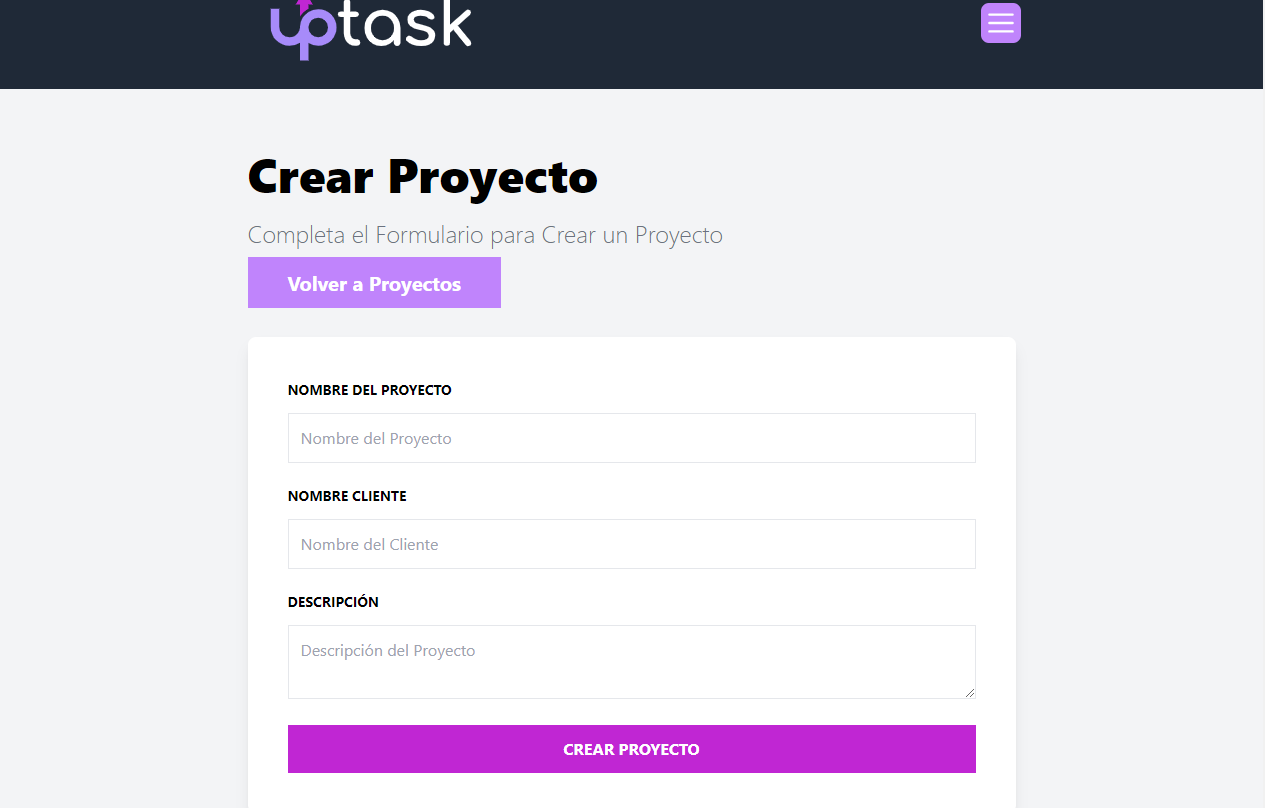 uptask
Crear Proyecto
Completa el Formulario para Crear un Proyecto
Volver a Proyectos
NOMBRE DEL PROYECTO
Nombre del Proyecto
NOMBRE CLIENTE
Nombre del Cliente
DESCRIPCIÓN
Descripción del Proyecto
CREAR PROYECTO